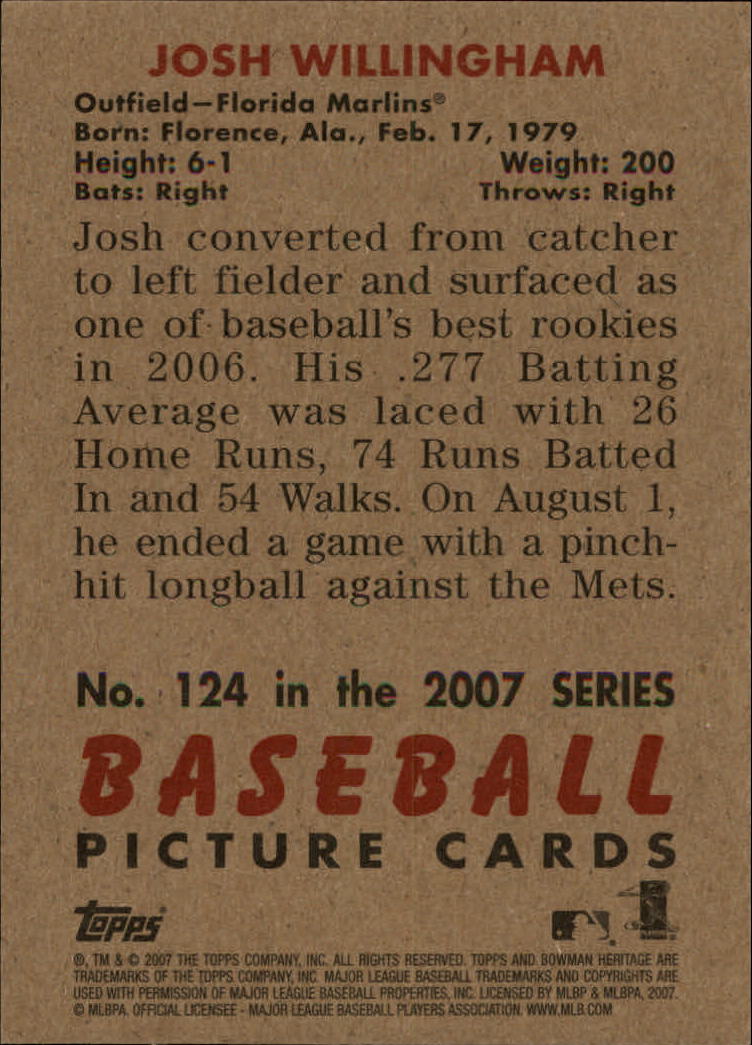 JOSH WILLINGHAM
Outfield—Florida Marlins®
Born: Florence, Ala., Feb. 17, 1979
Height: 6-1 Weight: 200
Bats: Right Throws: Right
Josh converted from catcher
to left fielder and surfaced as
one of baseball's best rookies
in 2006. His .277 Batting
Average was laced with 26
Home Runs, 74 Runs Batted
In and 54 Walks. On August 1,
he ended a game with a pinch-
hit longball against the Mets.
No. 124 in the 2007 SERIES
BASEBALL
PICTURE CARDS
Topps
®, TM & © 2007 THE TOPPS COMPANY, INC. ALL RIGHTS RESERVED. TOPPS AND BOWMAN HERITAGE ARE
TRADEMARKS OF THE TOPPS COMPANY, INC. MAJOR LEAGUE BASEBALL TRADEMARKS AND COPYRIGHTS ARE
USED WITH PERMISSION OF MAJOR LEAGUE BASEBALL PROPERTIES, INC. LICENSED BY MLBP & MLBPA, 2007.
© MLBPA. OFFICIAL LICENSEE - MAJOR LEAGUE BASEBALL PLAYERS ASSOCIATION. WWW.MLB.COM